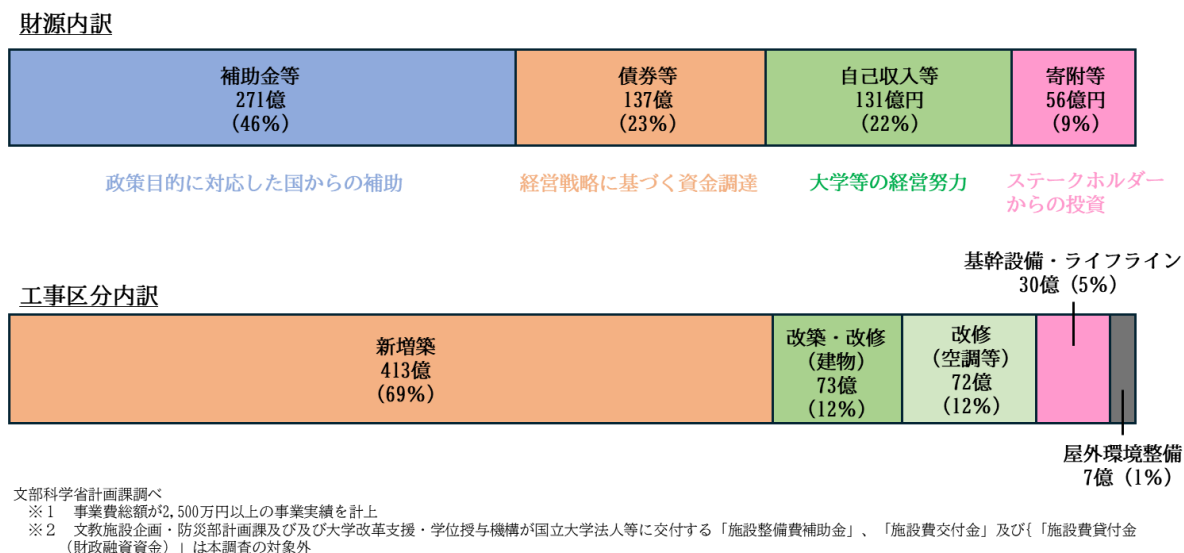 財源内訳
補助金等
271億
(46%)
債券等
137億
(23%)
自己収入等
131億円
(22%)
寄附等
56億円
(9%)
政策目的に対応した国からの補助
経営戦略に基づく資金調達
大学等の経営努力
ステークホルダー
からの投資
工事区分内訳
基幹設備・ライフライン
30億（5%）
新増築
413億
(69%)
改築・改修
(建物)
73億
(12%)
改修
(空調等)
72億
(12%)
屋外環境整備
7億（1%）
文部科学省計画課調べ
※１　事業費総額が2,500万円以上の事業実績を計上
※２　文教施設企画・防災部計画課及び及び大学改革支援・学位授与機構が国立大学法人等に交付する「施設整備費補助金」、「施設費交付金」及び{「施設費貸付金
（財政融資資金）」は本調査の対象外